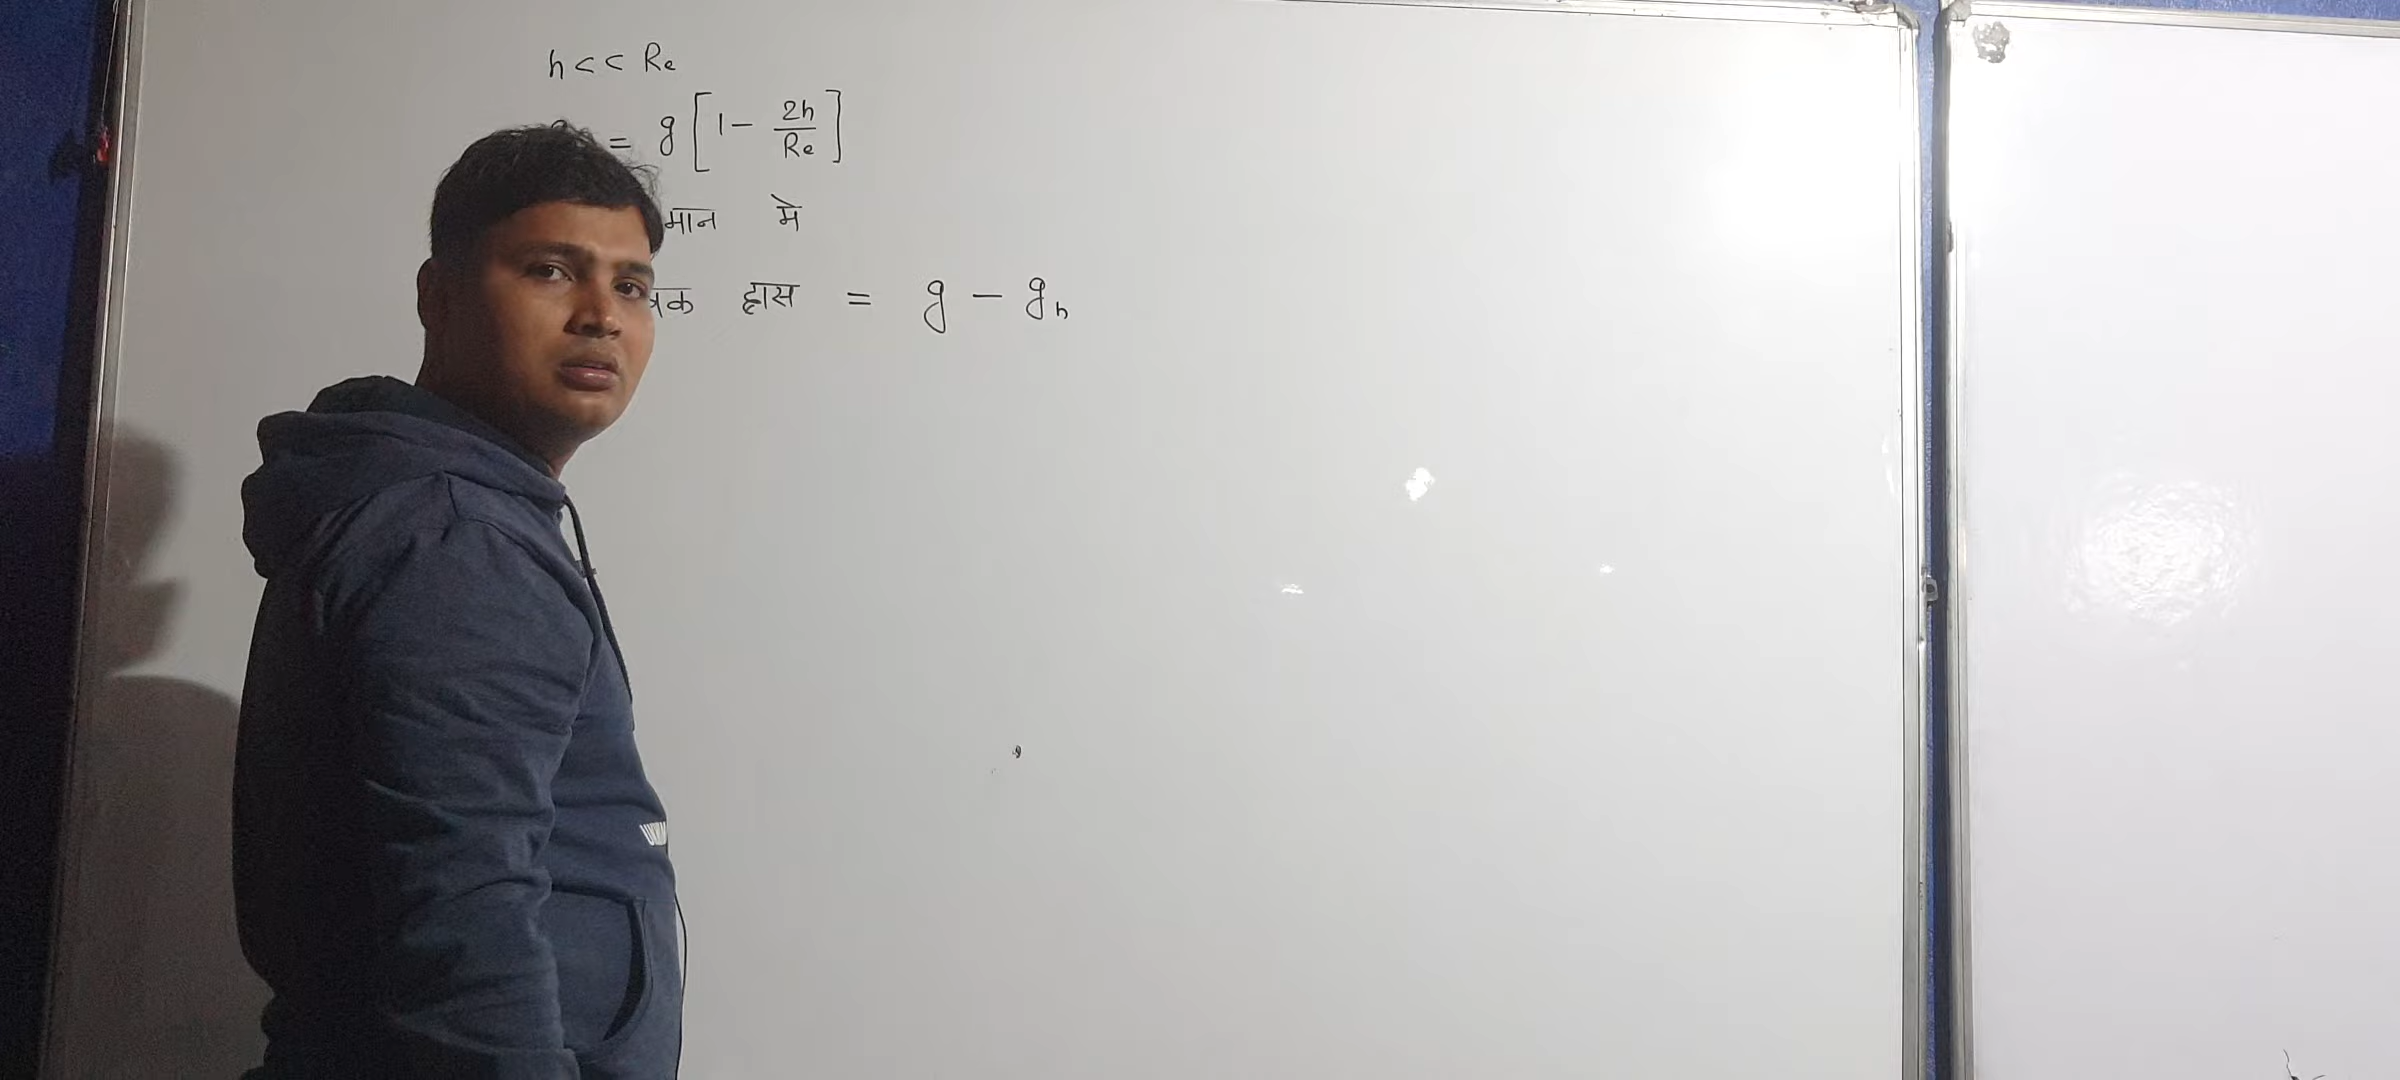 h << Re
= g [1 - 2h/Re]
मान मे
ह्रास = g - gh